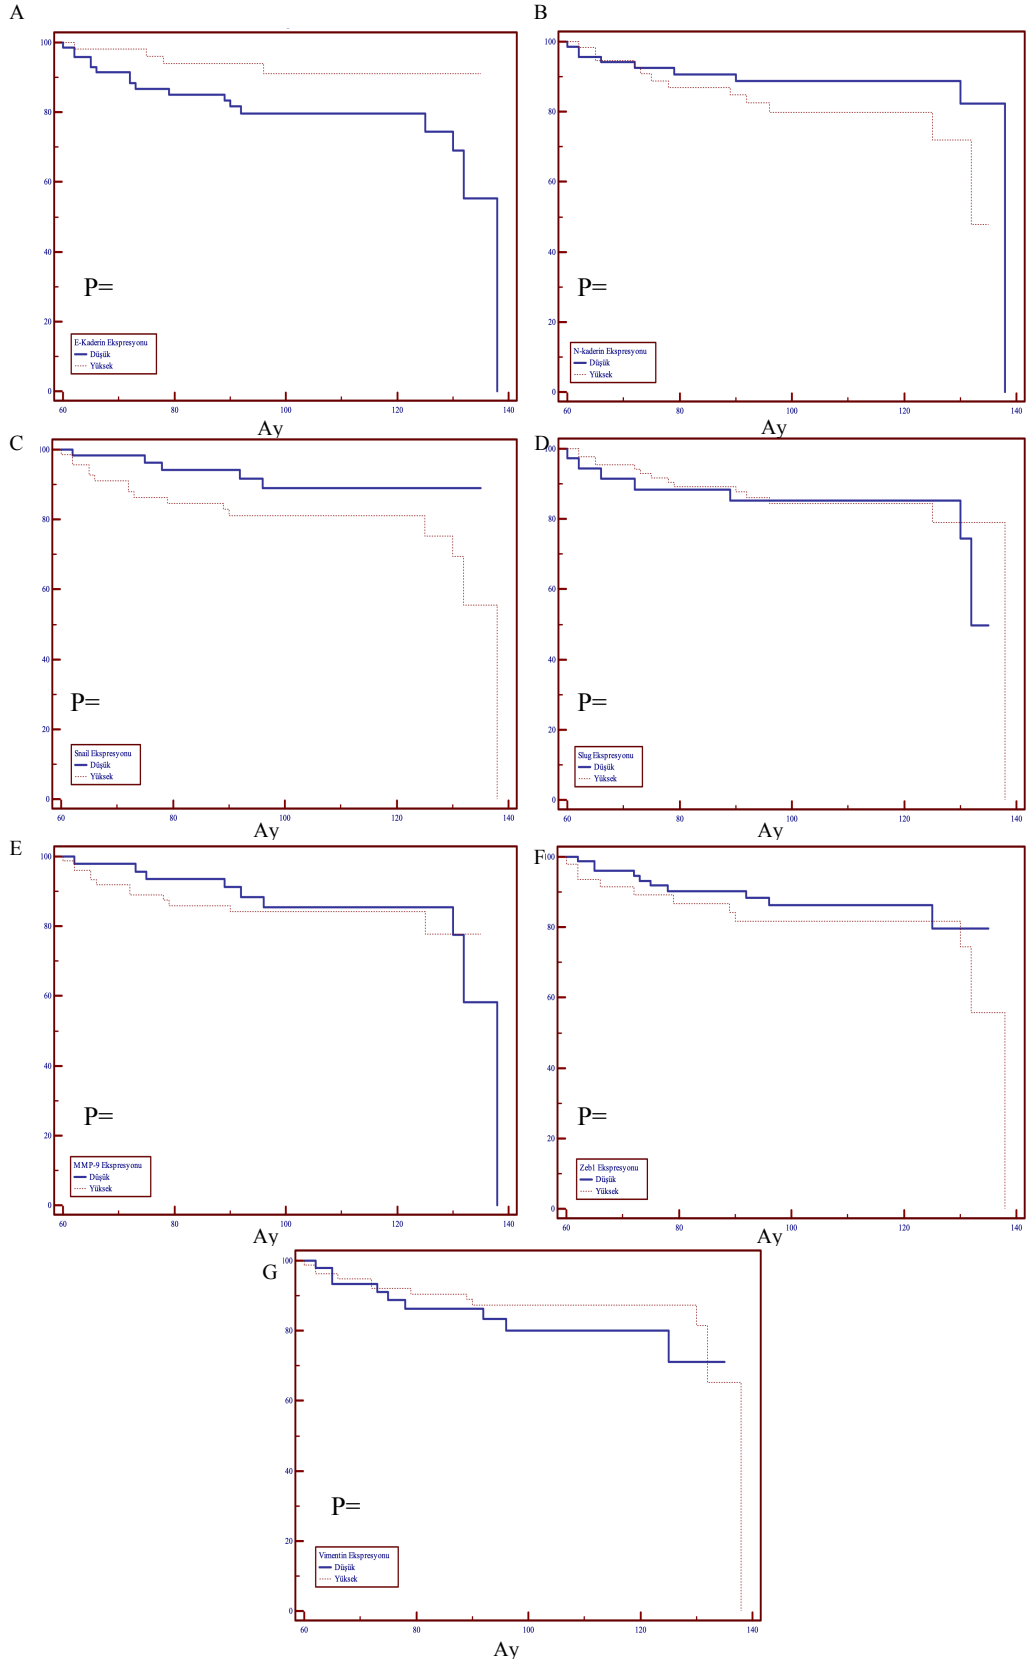 A
100
80
60
40
20
0
P=
E-Kaderin Ekspresyonu
Düşük
Yüksek
60 80 100 120 140
Ay
B
100
80
60
40
20
0
P=
N-kaderin Ekspresyonu
Düşük
Yüksek
60 80 100 120 140
Ay
C
100
80
60
40
20
0
P=
Snail Ekspresyonu
Düşük
Yüksek
60 80 100 120 140
Ay
D
100
80
60
40
20
0
P=
Slug Ekspresyonu
Düşük
Yüksek
60 80 100 120 140
Ay
E
100
80
60
40
20
0
P=
MMP-9 Ekspresyonu
Düşük
Yüksek
60 80 100 120 140
Ay
F
100
80
60
40
20
0
P=
Zeb1 Ekspresyonu
Düşük
Yüksek
60 80 100 120 140
Ay
G
100
80
60
40
20
0
P=
Vimentin Ekspresyonu
Düşük
Yüksek
60 80 100 120 140
Ay